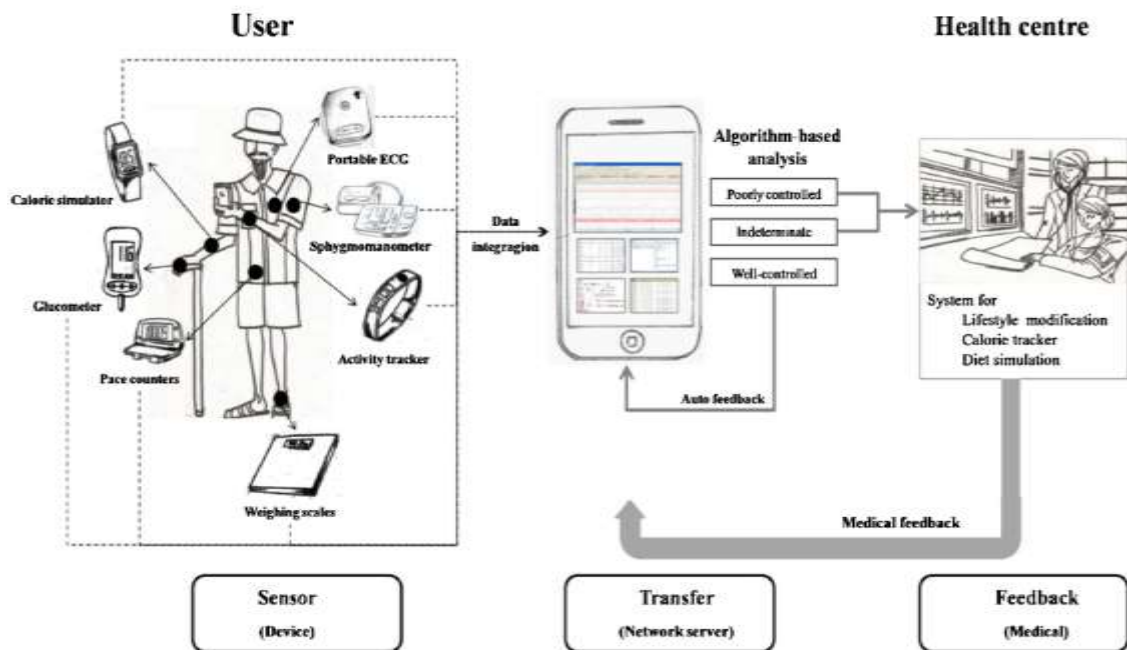 User
Health centre
Portable ECG
Calorie simulator
Sphygmomanometer
Glucometer
Activity tracker
Pace counters
Weighing scales
Data
integragion
Algorithm-based
analysis
Poorly controlled
Indeterminate
Well-controlled
Auto feedback
System for
Lifestyle modification
Calorie tracker
Diet simulation
Medical feedback
Sensor
(Device)
Transfer
(Network server)
Feedback
(Medical)